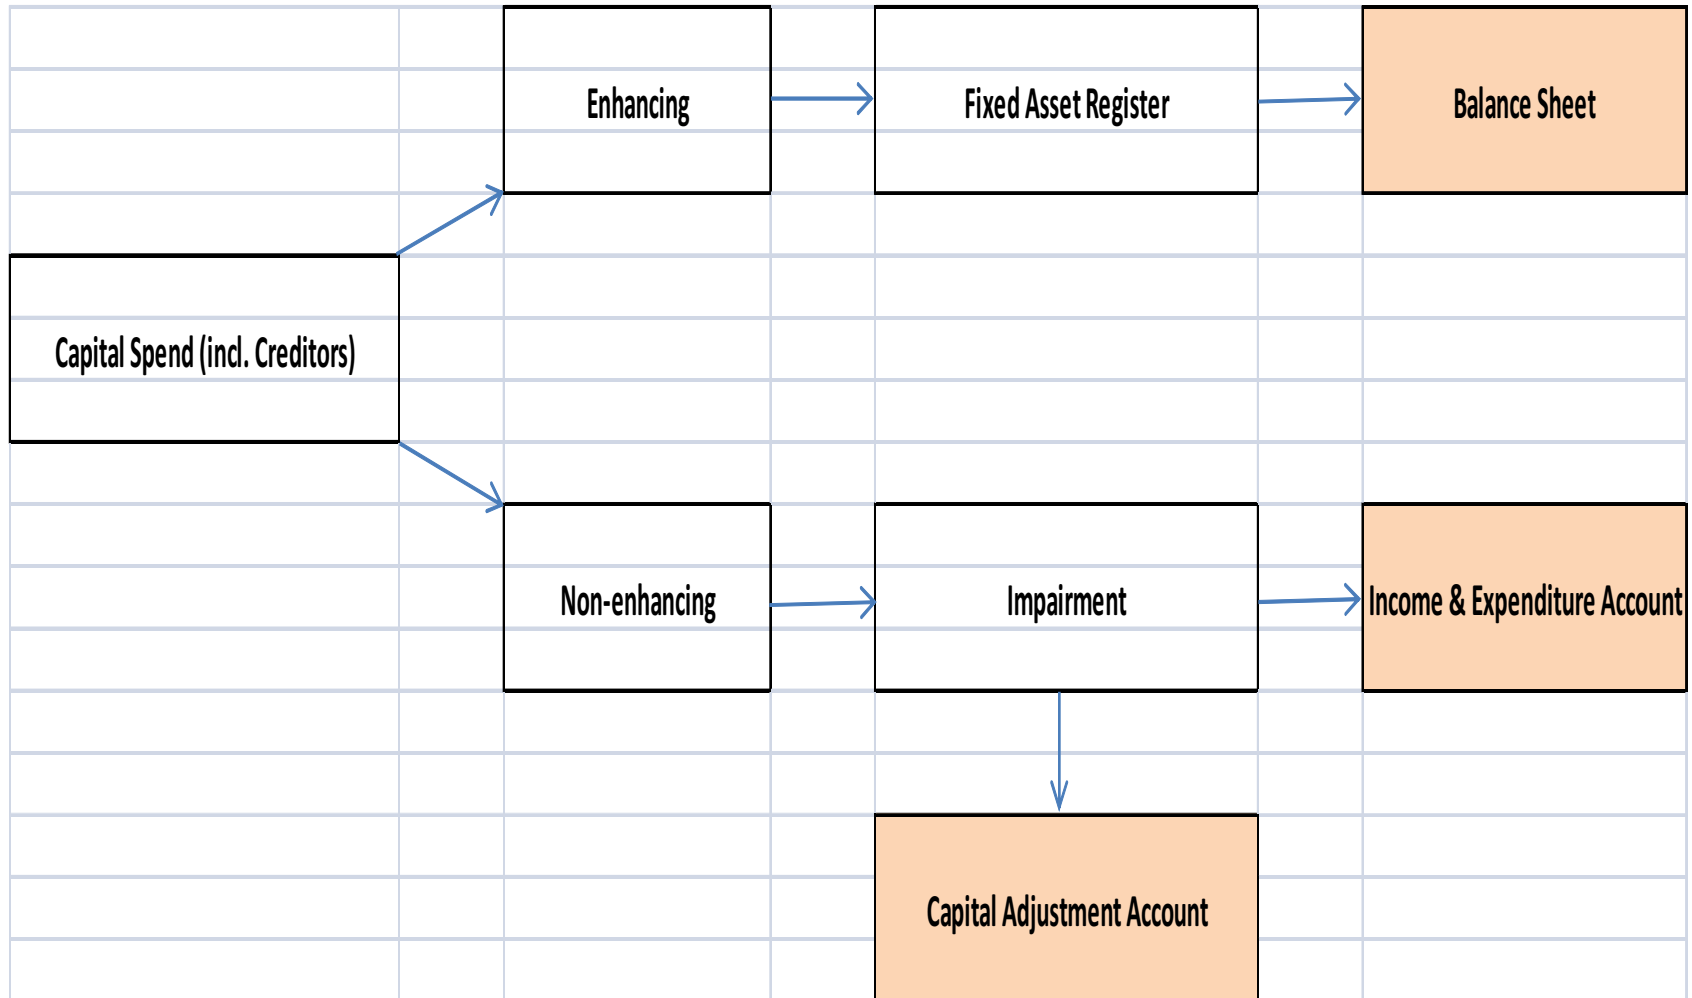 Enhancing
Fixed Asset Register
Balance Sheet
Capital Spend (incl. Creditors)
Non-enhancing
Impairment
Income & Expenditure Account
Capital Adjustment Account